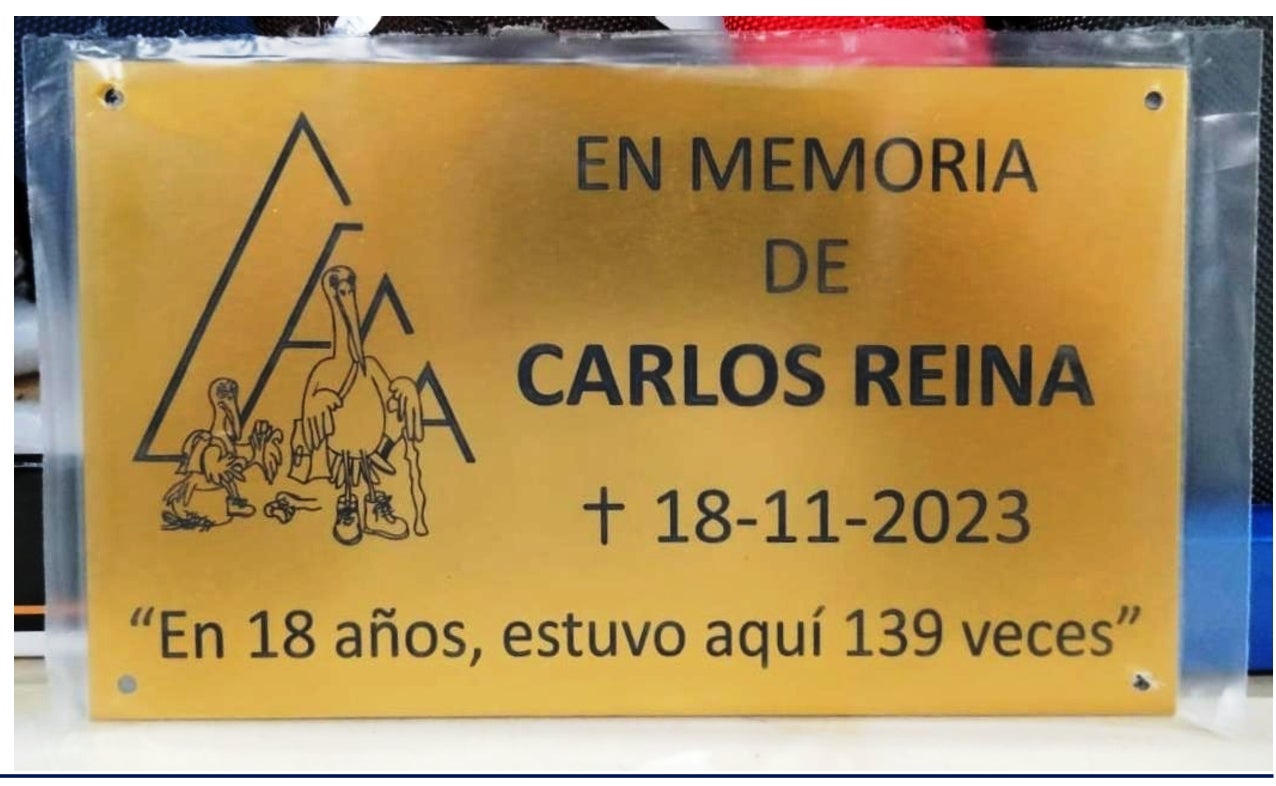 EN MEMORIA
DE
CARLOS REINA
† 18-11-2023
“En 18 años, estuvo aquí 139 veces”